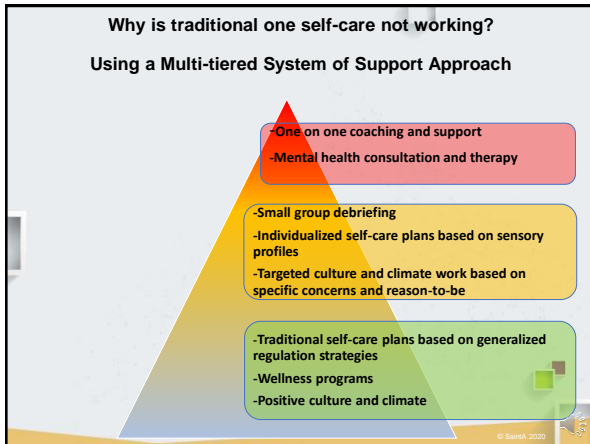 Why is traditional one self-care not working?
Using a Multi-tiered System of Support Approach
-One on one coaching and support
-Mental health consultation and therapy
-Small group debriefing
-Individualized self-care plans based on sensory
profiles
-Targeted culture and climate work based on
specific concerns and reason-to-be
-Traditional self-care plans based on generalized
regulation strategies
-Wellness programs
-Positive culture and climate
© SaintA 2020